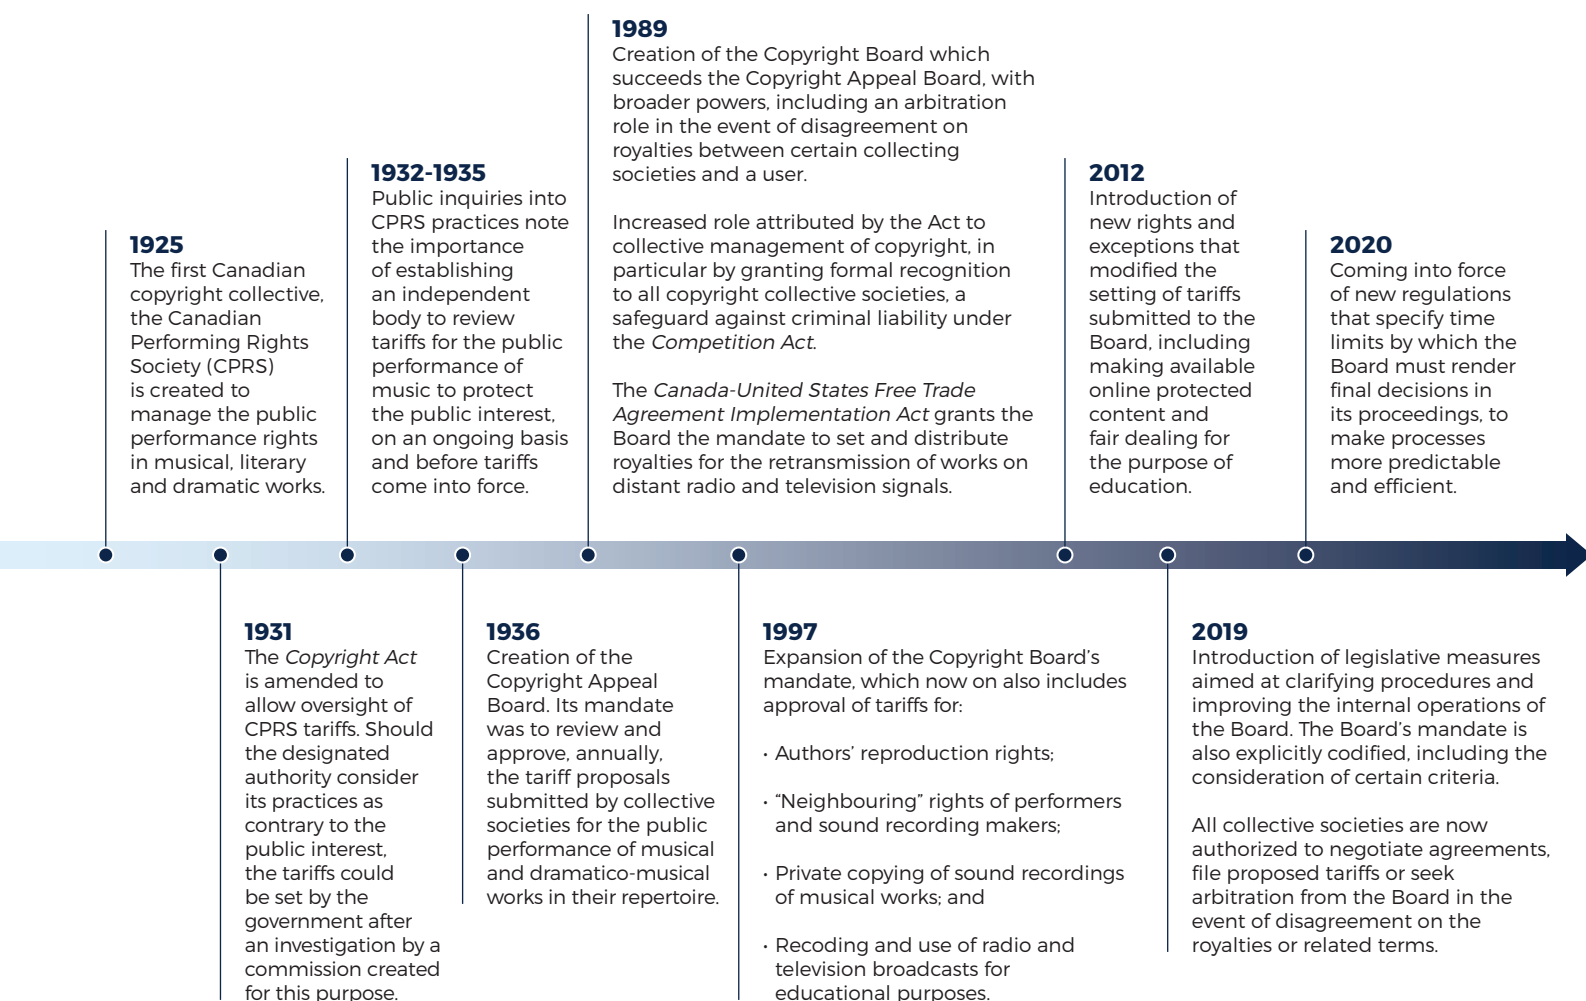 1925
The first Canadian
copyright collective,
the Canadian
Performing Rights
Society (CPRS)
is created to
manage the public
performance rights
in musical, literary
and dramatic works.
1931
The Copyright Act
is amended to
allow oversight of
CPRS tariffs. Should
the designated
authority consider
its practices as
contrary to the
public interest,
the tariffs could
be set by the
government after
an investigation by a
commission created
for this purpose.
1932-1935
Public inquiries into
CPRS practices note
the importance
of establishing
an independent
body to review
tariffs for the public
performance of
music to protect
the public interest,
on an ongoing basis
and before tariffs
come into force.
1936
Creation of the
Copyright Appeal
Board. Its mandate
was to review and
approve, annually,
the tariff proposals
submitted by collective
societies for the public
performance of musical
and dramatico-musical
works in their repertoire.
1989
Creation of the Copyright Board which
succeeds the Copyright Appeal Board, with
broader powers, including an arbitration
role in the event of disagreement on
royalties between certain collecting
societies and a user.
Increased role attributed by the Act to
collective management of copyright, in
particular by granting formal recognition
to all copyright collective societies, a
safeguard against criminal liability under
the Competition Act.
The Canada-United States Free Trade
Agreement Implementation Act grants the
Board the mandate to set and distribute
royalties for the retransmission of works on
distant radio and television signals.
1997
Expansion of the Copyright Board’s
mandate, which now on also includes
approval of tariffs for:
• Authors’ reproduction rights;
• “Neighbouring” rights of performers
and sound recording makers;
• Private copying of sound recordings
of musical works; and
• Recoding and use of radio and
television broadcasts for
educational purposes.
2012
Introduction of
new rights and
exceptions that
modified the
setting of tariffs
submitted to the
Board, including
making available
online protected
content and
fair dealing for
the purpose of
education.
2019
Introduction of legislative measures
aimed at clarifying procedures and
improving the internal operations of
the Board. The Board’s mandate is
also explicitly codified, including the
consideration of certain criteria.
All collective societies are now
authorized to negotiate agreements,
file proposed tariffs or seek
arbitration from the Board in the
event of disagreement on the
royalties or related terms.
2020
Coming into force
of new regulations
that specify time
limits by which the
Board must render
final decisions in
its proceedings, to
make processes
more predictable
and efficient.